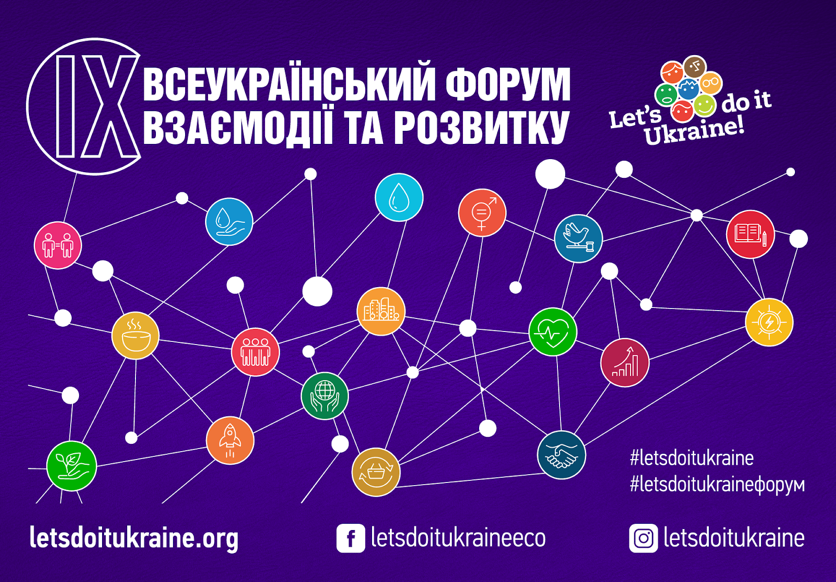 IX
ВСЕУКРАЇНСЬКИЙ ФОРУМ
ВЗАЄМОДІЇ ТА РОЗВИТКУ
Let's do it
Ukraine!
#letsdoitukraine
#letsdoitukraineфорум
letsdoitukraine.org
letsdoitukraineeco
letsdoitukraine